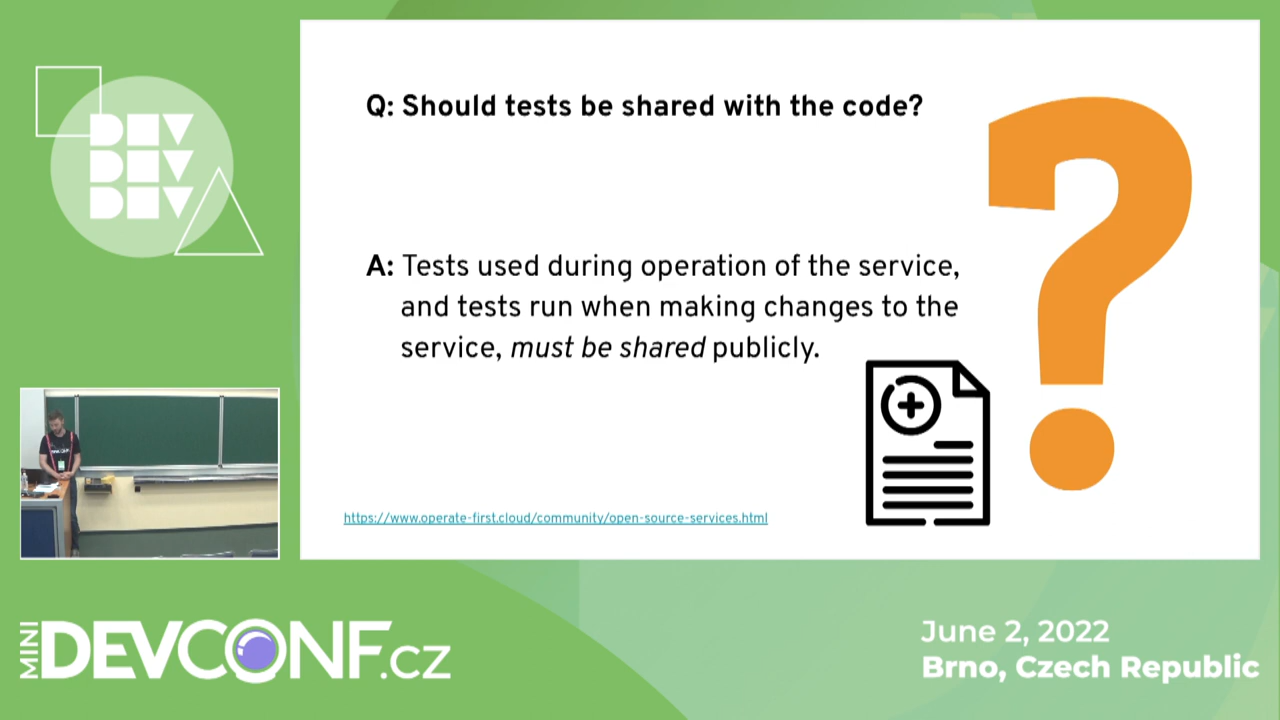 DEV
DEV
DEV
Q: Should tests be shared with the code?
A: Tests used during operation of the service,
and tests run when making changes to the
service, must be shared publicly.
https://www.operate-first.cloud/community/open-source-services.html
MINI
DEVCONF.CZ
June 2, 2022
Brno, Czech Republic